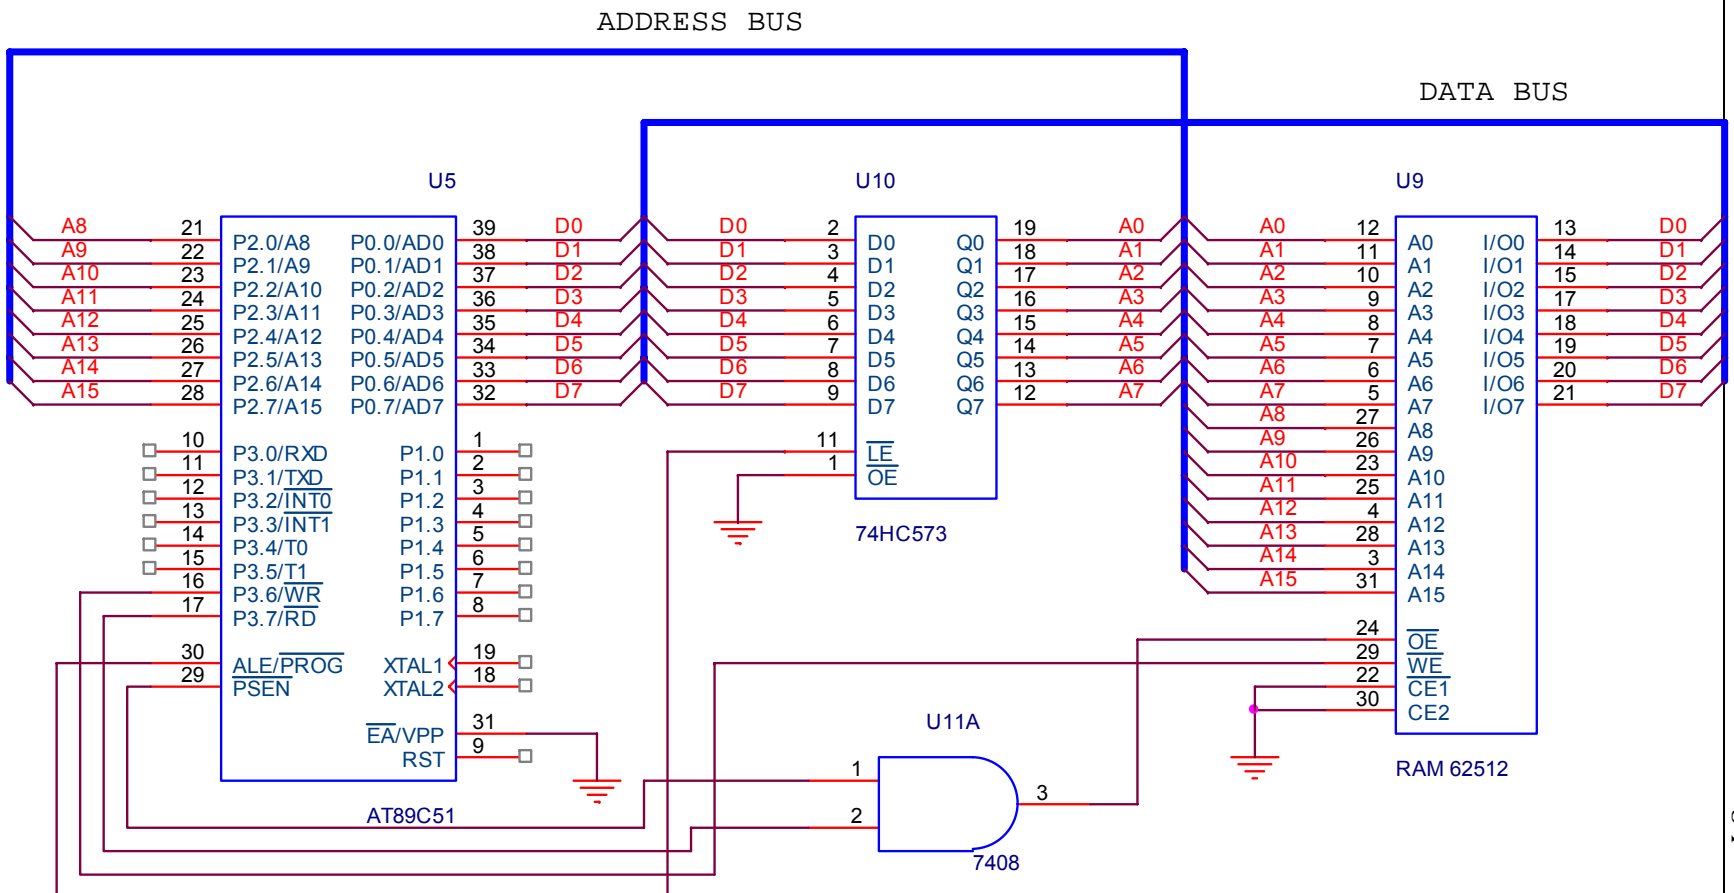 ADDRESS BUS
DATA BUS
U5
U10
U9
A8 21 P2.0/A8 P0.0/AD0 39 D0
A9 22 P2.1/A9 P0.1/AD1 38 D1
A10 23 P2.2/A10 P0.2/AD2 37 D2
A11 24 P2.3/A11 P0.3/AD3 36 D3
A12 25 P2.4/A12 P0.4/AD4 35 D4
A13 26 P2.5/A13 P0.5/AD5 34 D5
A14 27 P2.6/A14 P0.6/AD6 33 D6
A15 28 P2.7/A15 P0.7/AD7 32 D7
10 P3.0/RXD P1.0 1
11 P3.1/TXD P1.1 2
12 P3.2/INT0 P1.2 3
13 P3.3/INT1 P1.3 4
14 P3.4/T0 P1.4 5
15 P3.5/T1 P1.5 6
16 P3.6/WR P1.6 7
17 P3.7/RD P1.7 8
30 ALE/PROG XTAL1 19
29 PSEN XTAL2 18
EA/VPP 31
RST 9
AT89C51
D0 2 D0 Q0 19 A0
D1 3 D1 Q1 18 A1
D2 4 D2 Q2 17 A2
D3 5 D3 Q3 16 A3
D4 6 D4 Q4 15 A4
D5 7 D5 Q5 14 A5
D6 8 D6 Q6 13 A6
D7 9 D7 Q7 12 A7
11 LE
1 OE
74HC573
A0 12 A0 I/O0 13 D0
A1 11 A1 I/O1 14 D1
A2 10 A2 I/O2 15 D2
A3 9 A3 I/O3 17 D3
A4 8 A4 I/O4 18 D4
A5 7 A5 I/O5 19 D5
A6 6 A6 I/O6 20 D6
A7 5 A7 I/O7 21 D7
A8 27 A8
A9 26 A9
A10 23 A10
A11 25 A11
A12 4 A12
A13 28 A13
A14 3 A14
A15 31 A15
24 OE
29 WE
22 CE1
30 CE2
RAM 62512
U11A
1
2
3
7408